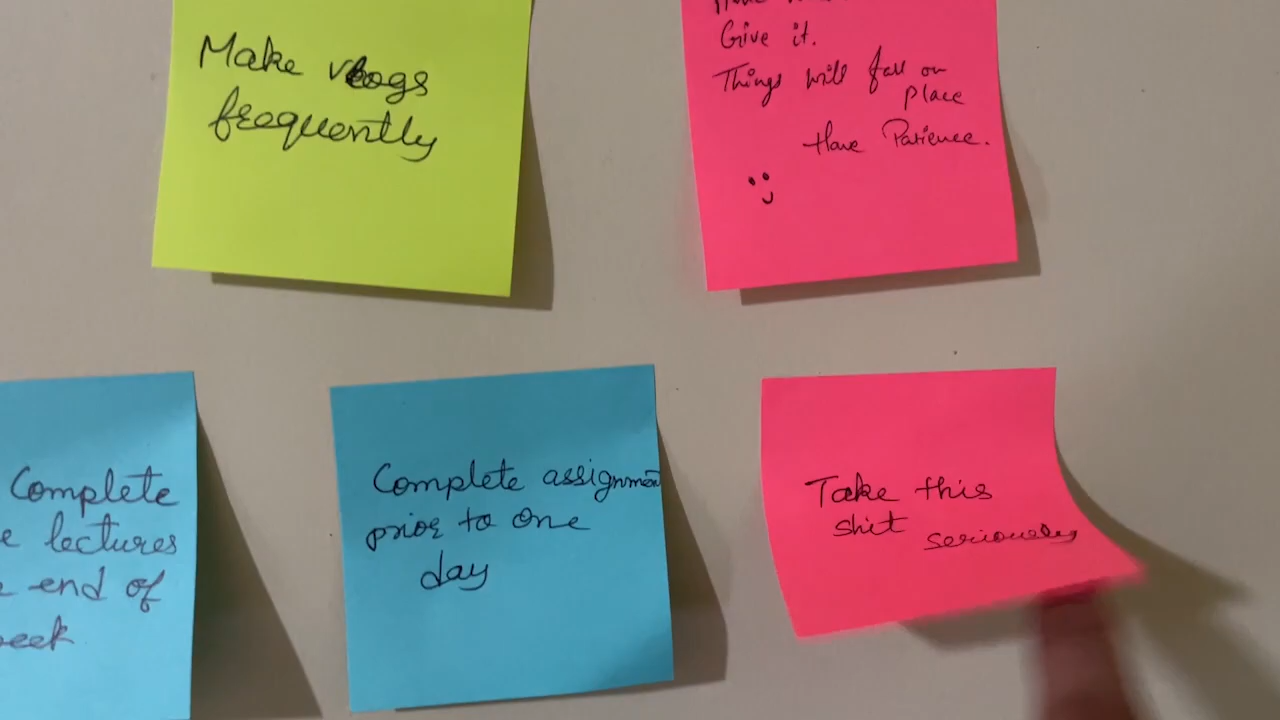 Make vlogs
frequently
Give it.
Things will fall on
place
Have Patience.
Complete
lectures
end of
Complete assignment
prior to one
day
Take this
shit seriously